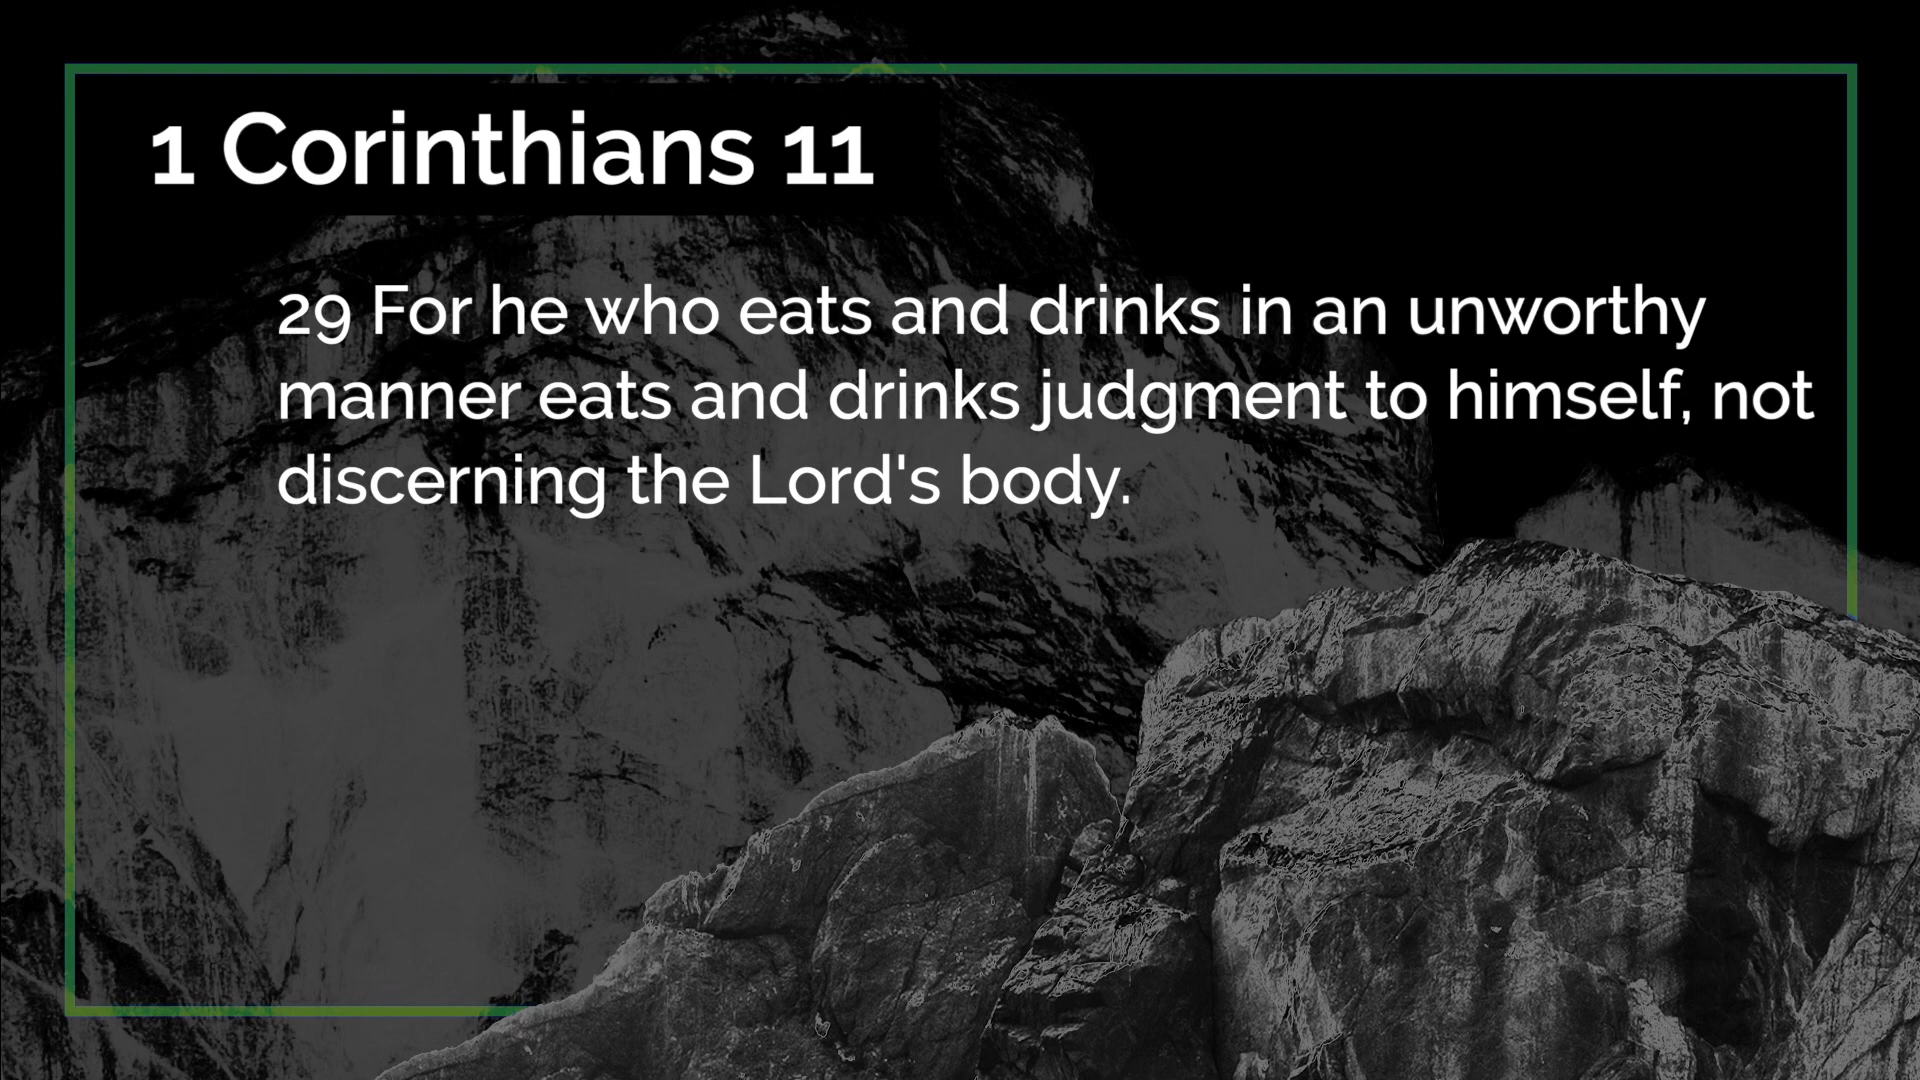 1 Corinthians 11
29 For he who eats and drinks in an unworthy
manner eats and drinks judgment to himself, not
discerning the Lord's body.